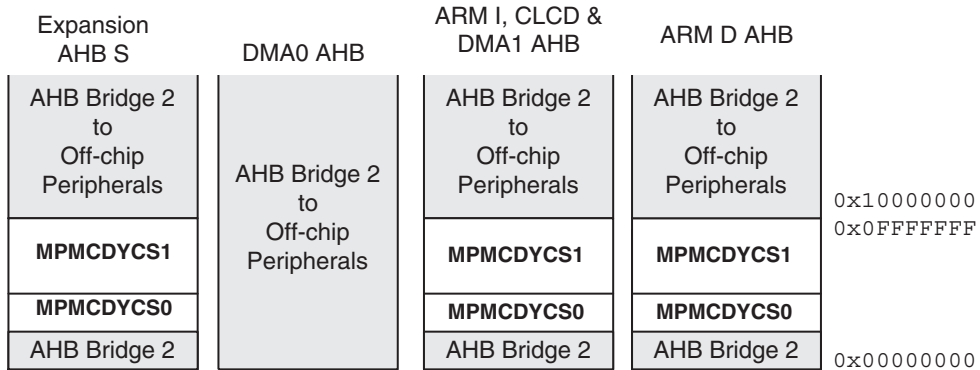 Expansion
AHB S
DMA0 AHB
ARM I, CLCD &
DMA1 AHB
ARM D AHB
AHB Bridge 2
to
Off-chip
Peripherals
MPMCDYCS1
MPMCDYCS0
AHB Bridge 2
AHB Bridge 2
to
Off-chip
Peripherals
AHB Bridge 2
to
Off-chip
Peripherals
MPMCDYCS1
MPMCDYCS0
AHB Bridge 2
AHB Bridge 2
to
Off-chip
Peripherals
MPMCDYCS1
MPMCDYCS0
AHB Bridge 2
0x10000000
0x0FFFFFFF
0x00000000